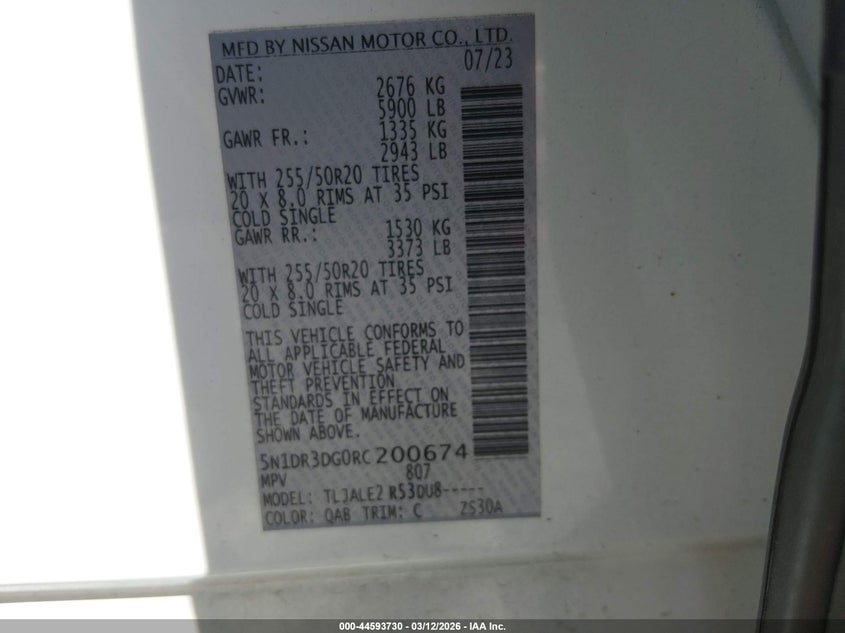 MFD BY NISSAN MOTOR CO., LTD.
DATE: 07/23
GVWR: 2676 KG
5900 LB
GAWR FR.: 1335 KG
2943 LB
WITH 255/50R20 TIRES
20 X 8.0 RIMS AT 35 PSI
COLD SINGLE
GAWR RR.: 1530 KG
3373 LB
WITH 255/50R20 TIRES
20 X 8.0 RIMS AT 35 PSI
COLD SINGLE
THIS VEHICLE CONFORMS TO
ALL APPLICABLE FEDERAL
MOTOR VEHICLE SAFETY AND
THEFT PREVENTION
STANDARDS IN EFFECT ON
THE DATE OF MANUFACTURE
SHOWN ABOVE.
5N1DR3DG0RC200674
MPV 807
MODEL: TLJALE2 R53DU8-----
COLOR: QAB TRIM: C ZS30A
000-44593730 - 03/12/2026 - IAA Inc.